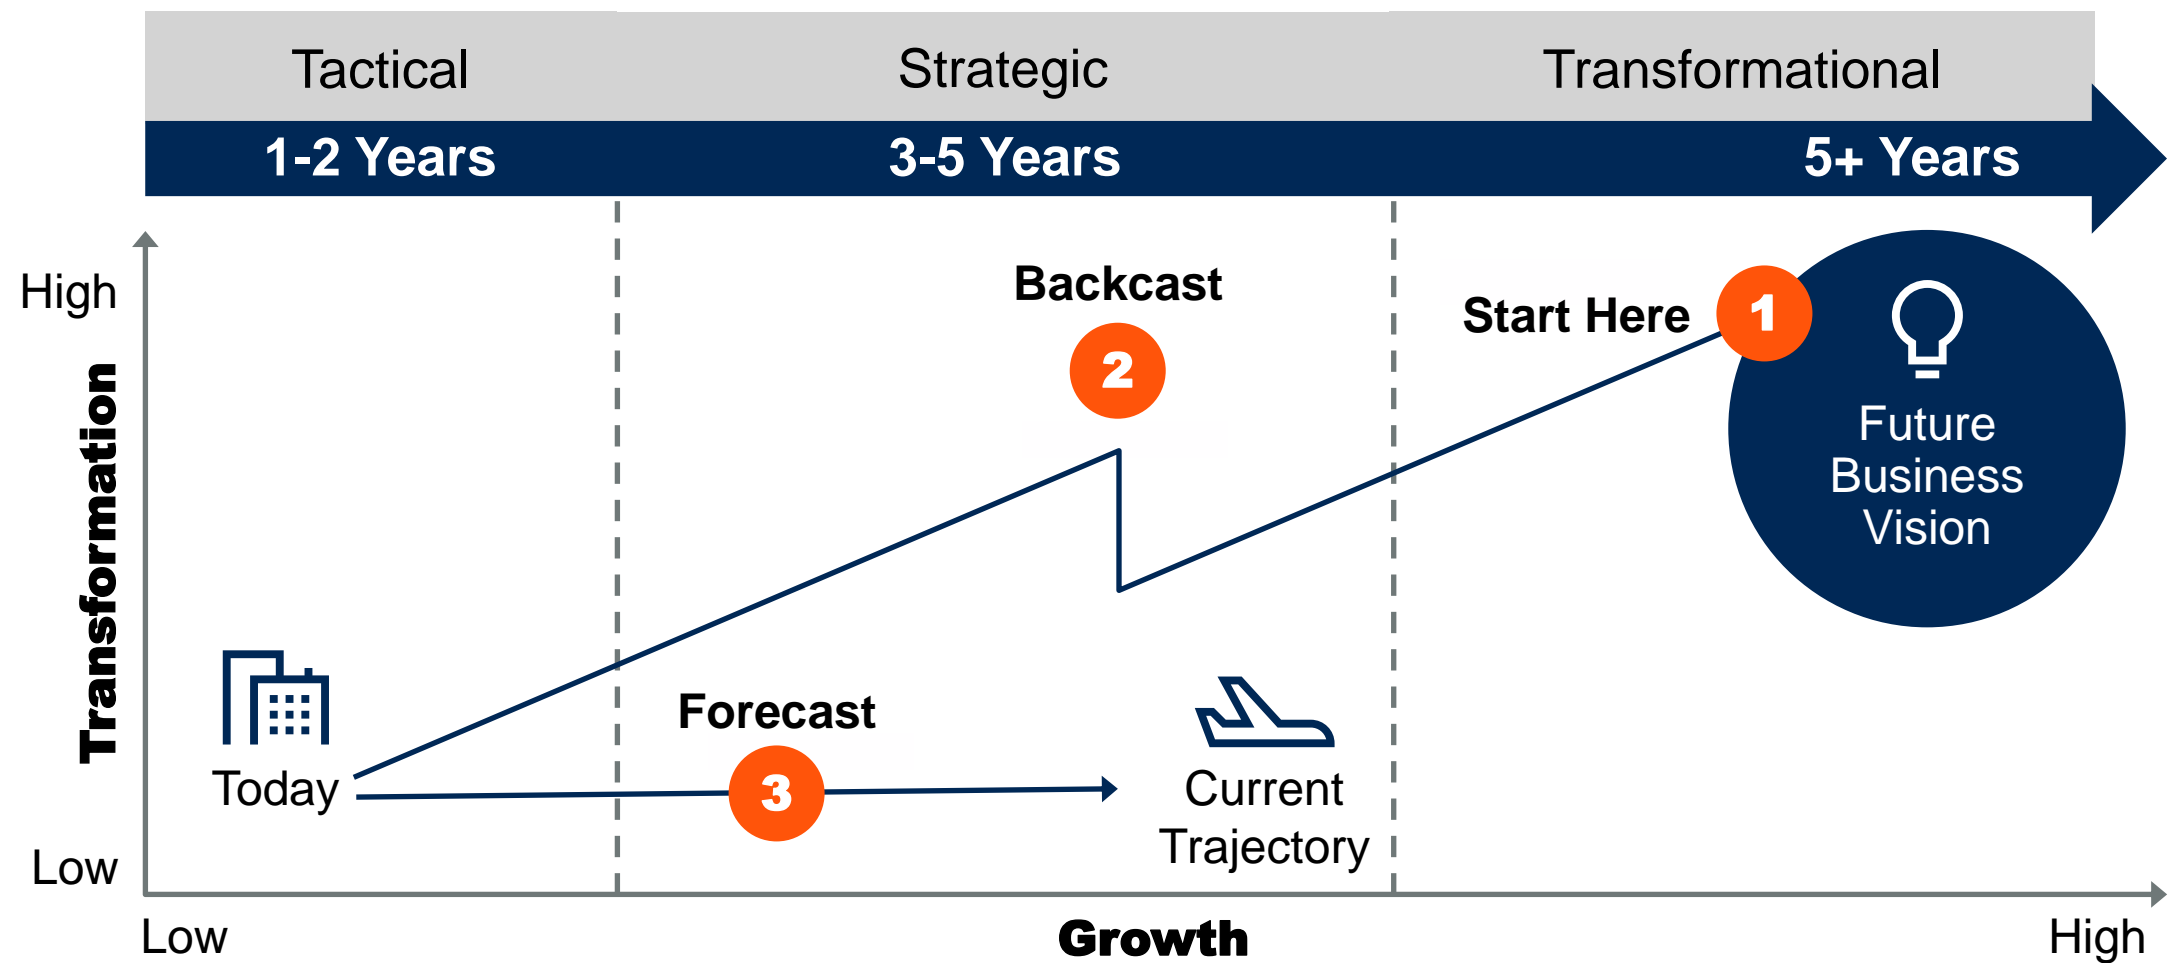 Tactical
Strategic
Transformational
1-2 Years
3-5 Years
5+ Years
High
Transformation
Low
Backcast
2
Start Here
1
Future
Business
Vision
Today
Forecast
3
Current
Trajectory
Low
Growth
High